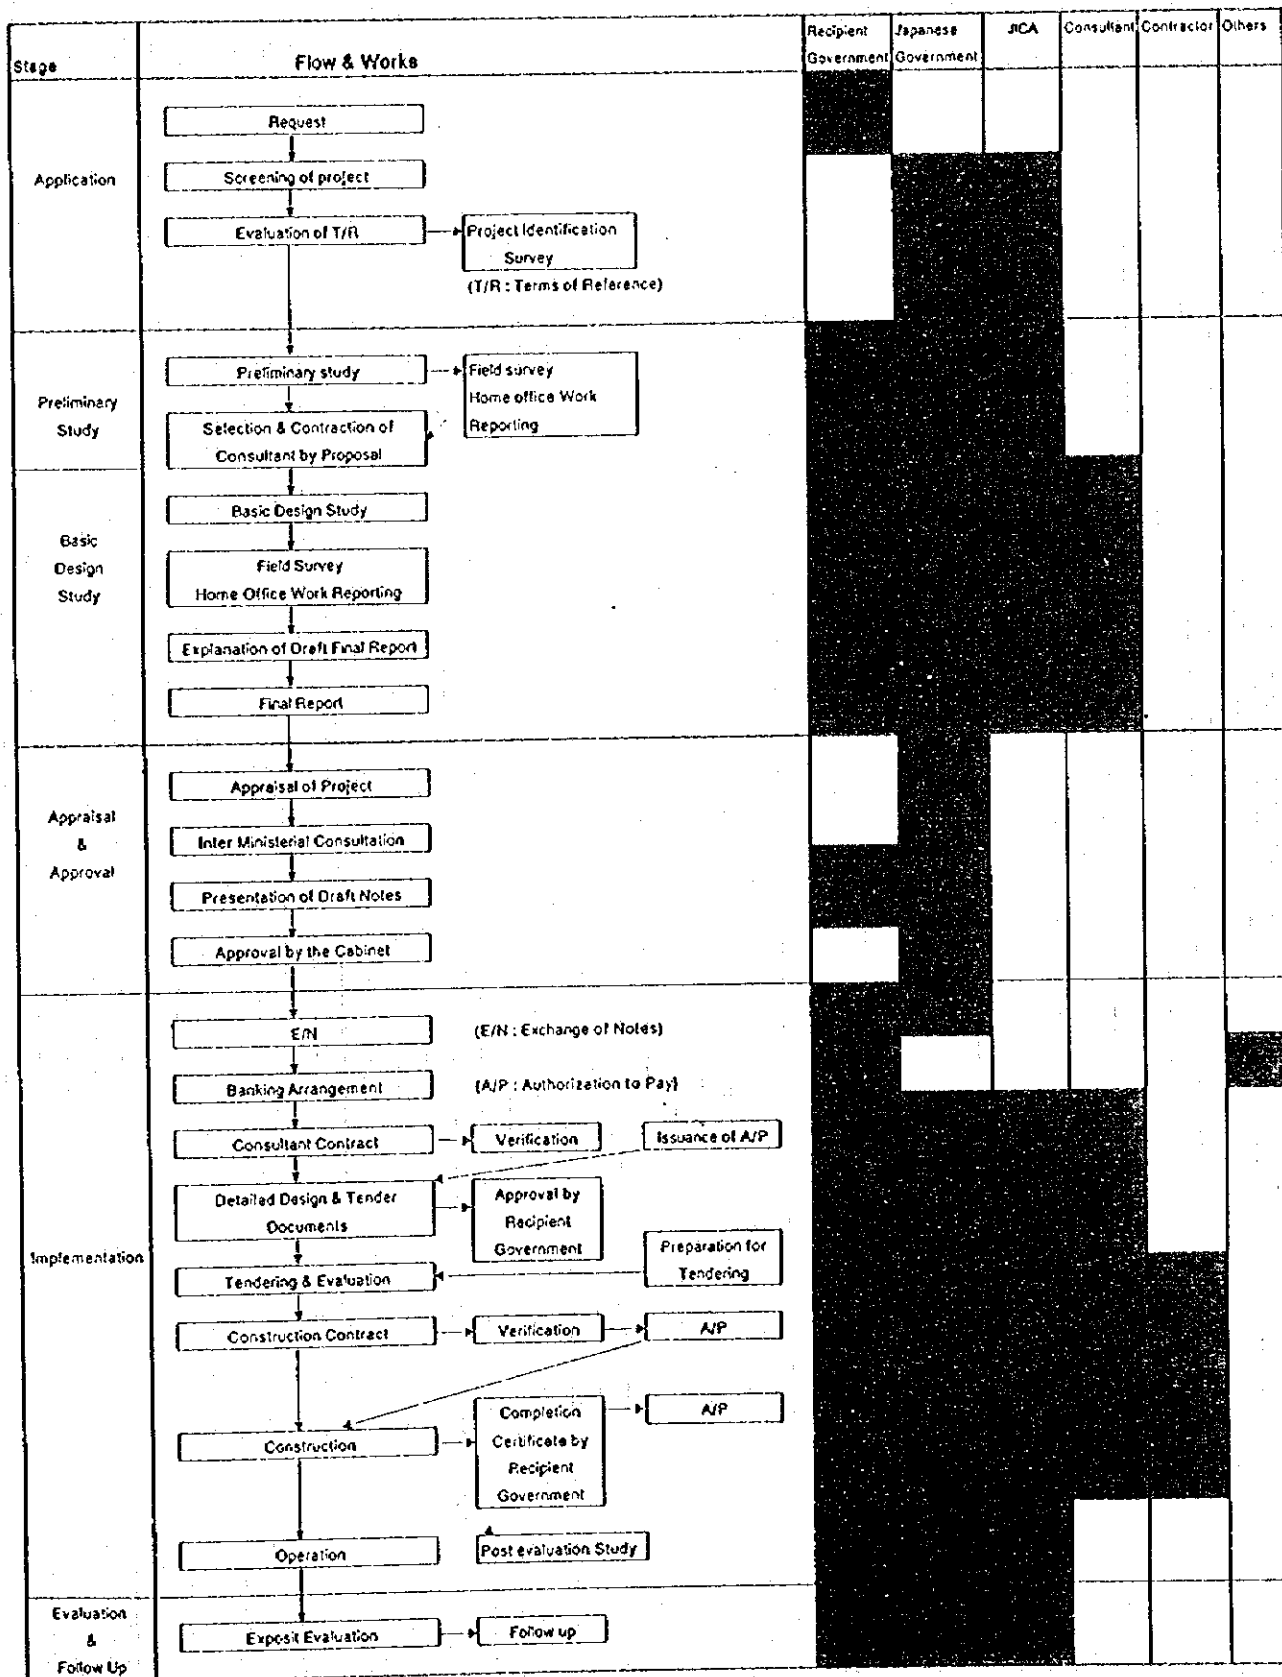 Stage
Flow & Works
Recipient
Government
Japanese
Government
JICA
Consultant
Contractor
Others
Application
Request
Screening of project
Evaluation of T/R
Project Identification
Survey
(T/R : Terms of Reference)
Preliminary
Study
Preliminary study
Field survey
Home office Work
Reporting
Selection & Contraction of
Consultant by Proposal
Basic
Design
Study
Basic Design Study
Field Survey
Home Office Work Reporting
Explanation of Draft Final Report
Final Report
Appraisal
&
Approval
Appraisal of Project
Inter Ministerial Consultation
Presentation of Draft Notes
Approval by the Cabinet
Implementation
E/N
(E/N : Exchange of Notes)
Banking Arrangement
(A/P : Authorization to Pay)
Consultant Contract
Verification
Issuance of A/P
Detailed Design & Tender
Documents
Approval by
Recipient
Government
Preparation for
Tendering
Tendering & Evaluation
Construction Contract
Verification
A/P
Construction
Completion
Certificate by
Recipient
Government
A/P
Operation
Post evaluation Study
Evaluation
&
Follow Up
Exposit Evaluation
Follow up